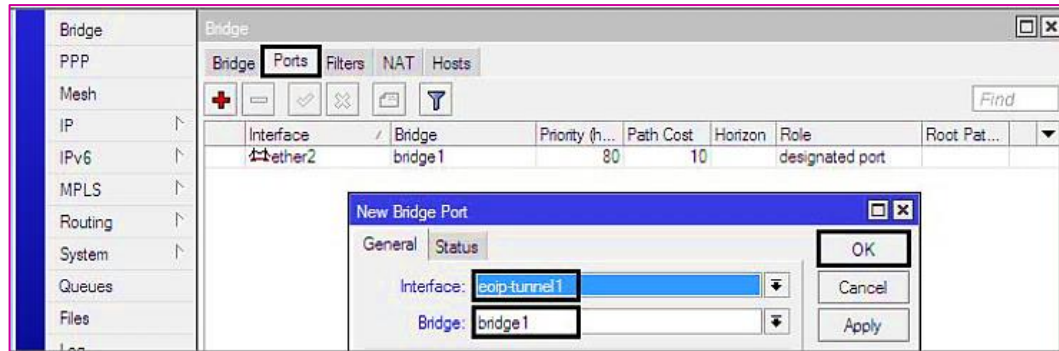 Bridge
PPP
Mesh
IP
IPv6
MPLS
Routing
System
Queues
Files
Bridge
Bridge Ports Filters NAT Hosts
Find
Interface Bridge Priority (h... Path Cost Horizon Role Root Pat...
ether2 bridge1 80 10 designated port
New Bridge Port
General Status
Interface: eoip-tunnel1
Bridge: bridge1
OK
Cancel
Apply